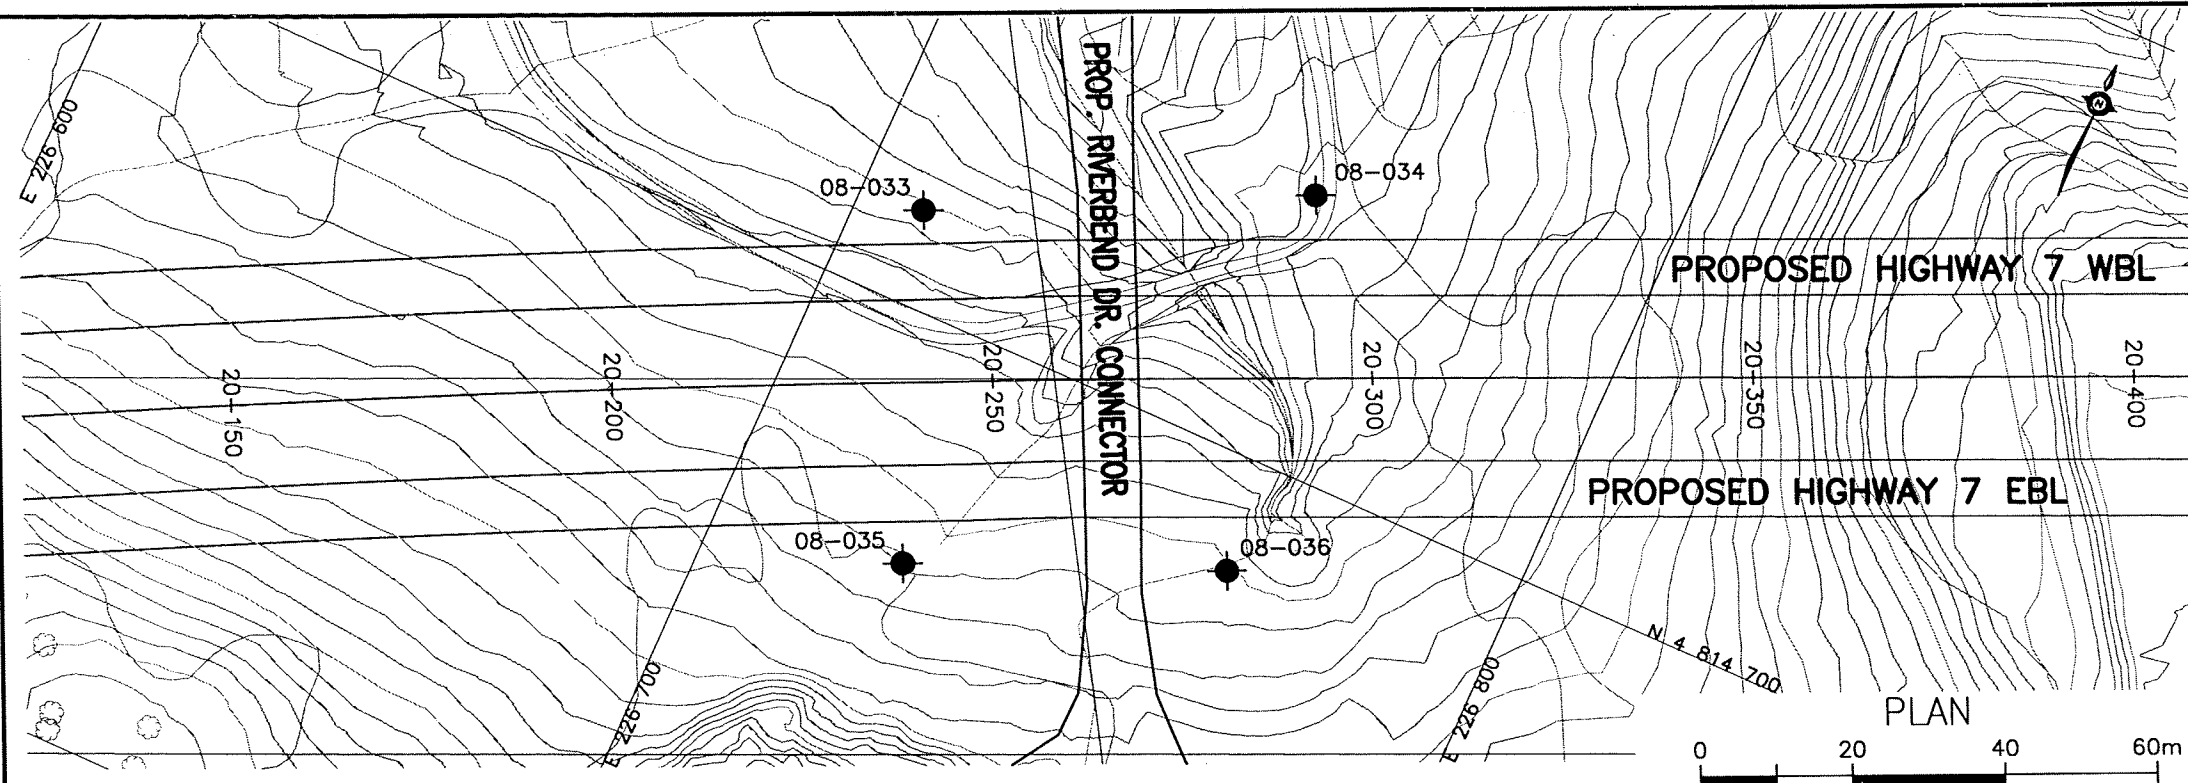 E 226 600
PROP. RIVERBEND DR. CONNECTOR
N
08-033
08-034
PROPOSED HIGHWAY 7 WBL
20-150
20-200
20-250
20-300
20-350
20-400
PROPOSED HIGHWAY 7 EBL
08-035
08-036
E 226 700
E 226 800
N 4 814 700
PLAN
0 20 40 60m